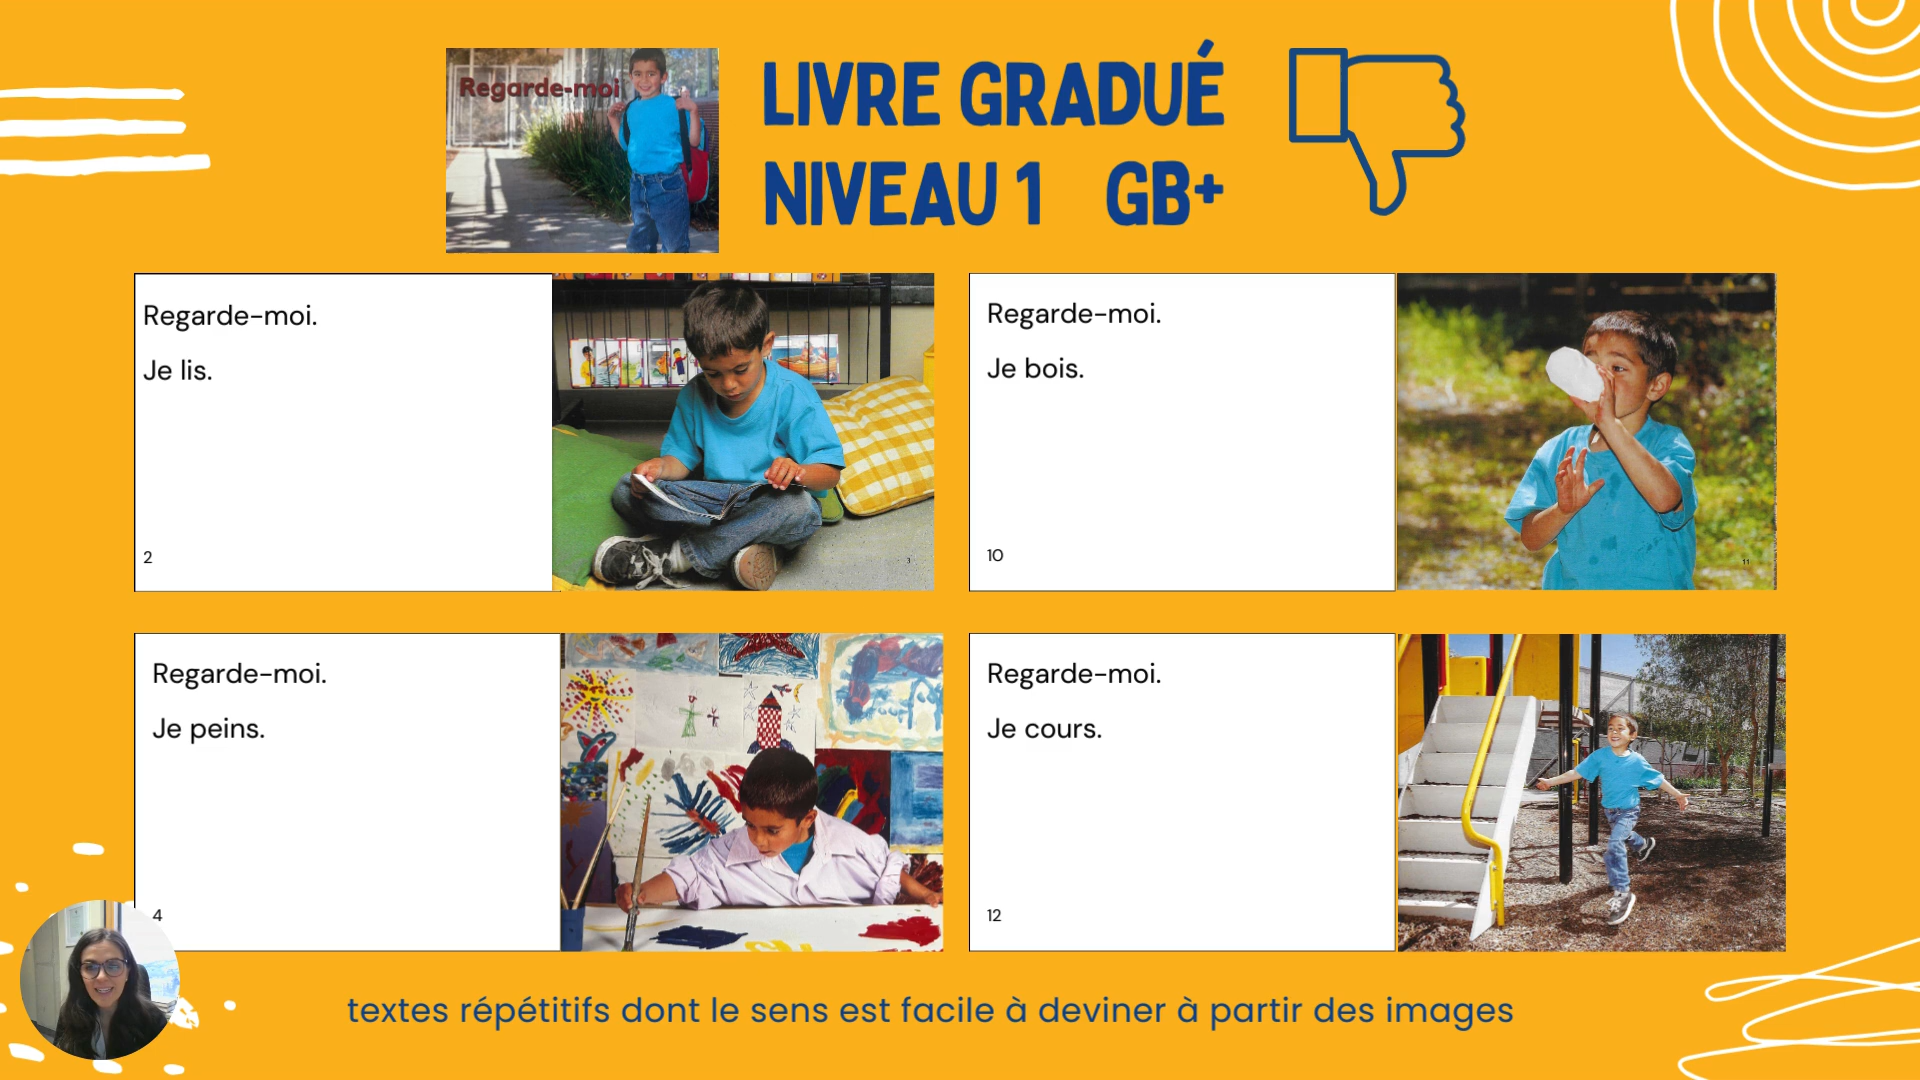 Regarde-moi
LIVRE GRADUÉ
NIVEAU 1 GB+
Regarde-moi.
Je lis.
2
3
Regarde-moi.
Je bois.
10
11
Regarde-moi.
Je peins.
4
Regarde-moi.
Je cours.
12
textes répétitifs dont le sens est facile à deviner à partir des images